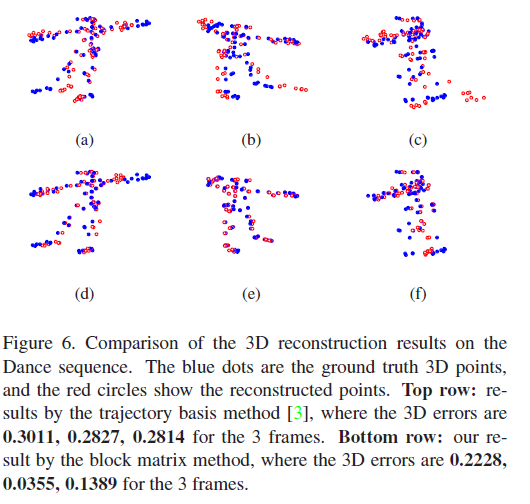 (a)
(b)
(c)
(d)
(e)
(f)
Figure 6. Comparison of the 3D reconstruction results on the
Dance sequence. The blue dots are the ground truth 3D points,
and the red circles show the reconstructed points. Top row: re-
sults by the trajectory basis method [3], where the 3D errors are
0.3011, 0.2827, 0.2814 for the 3 frames. Bottom row: our re-
sult by the block matrix method, where the 3D errors are 0.2228,
0.0355, 0.1389 for the 3 frames.